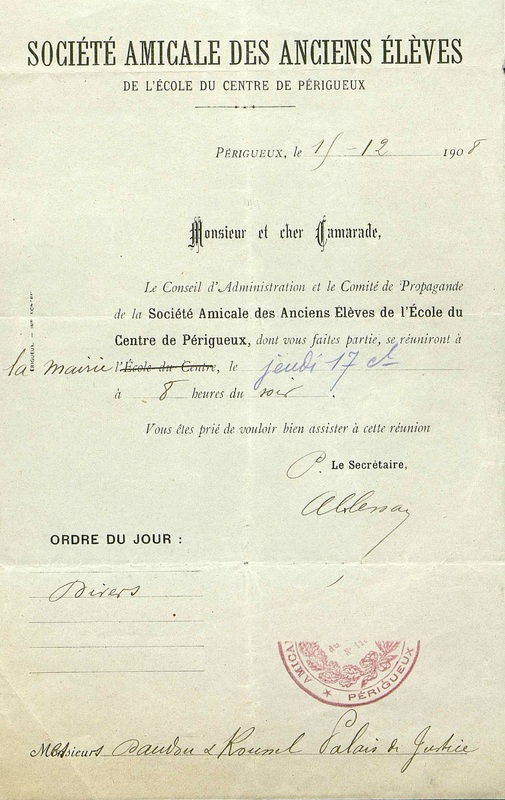 SOCIÉTÉ AMICALE DES ANCIENS ÉLÈVES
DE L'ÉCOLE DU CENTRE DE PÉRIGUEUX
PÉRIGUEUX, le 15-12 1908
Monsieur et cher Camarade,
Le Conseil d'Administration et le Comité de Propagande
de la Société Amicale des Anciens Élèves de l'École du
Centre de Périgueux, dont vous faites partie, se réuniront à
la mairie l'École du Centre, le jeudi 17 ct
à 8 heures du soir.
Vous êtes prié de vouloir bien assister à cette réunion
P. Le Secrétaire,
ORDRE DU JOUR :
Divers
AMICA
PÉRIGUEUX
Messieurs Daudou & Roussel Palais de Justice